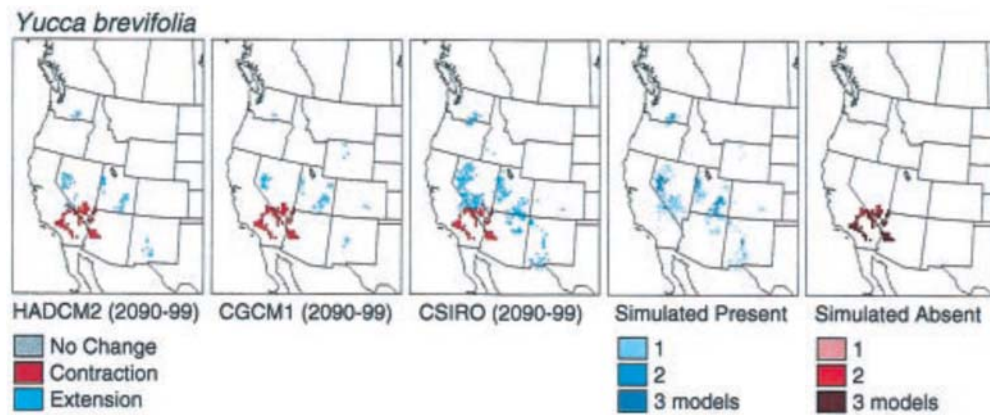 Yucca brevifolia
HADCM2 (2090-99)
CGCM1 (2090-99)
CSIRO (2090-99)
Simulated Present
Simulated Absent
No Change
Contraction
Extension
1
2
3 models
1
2
3 models